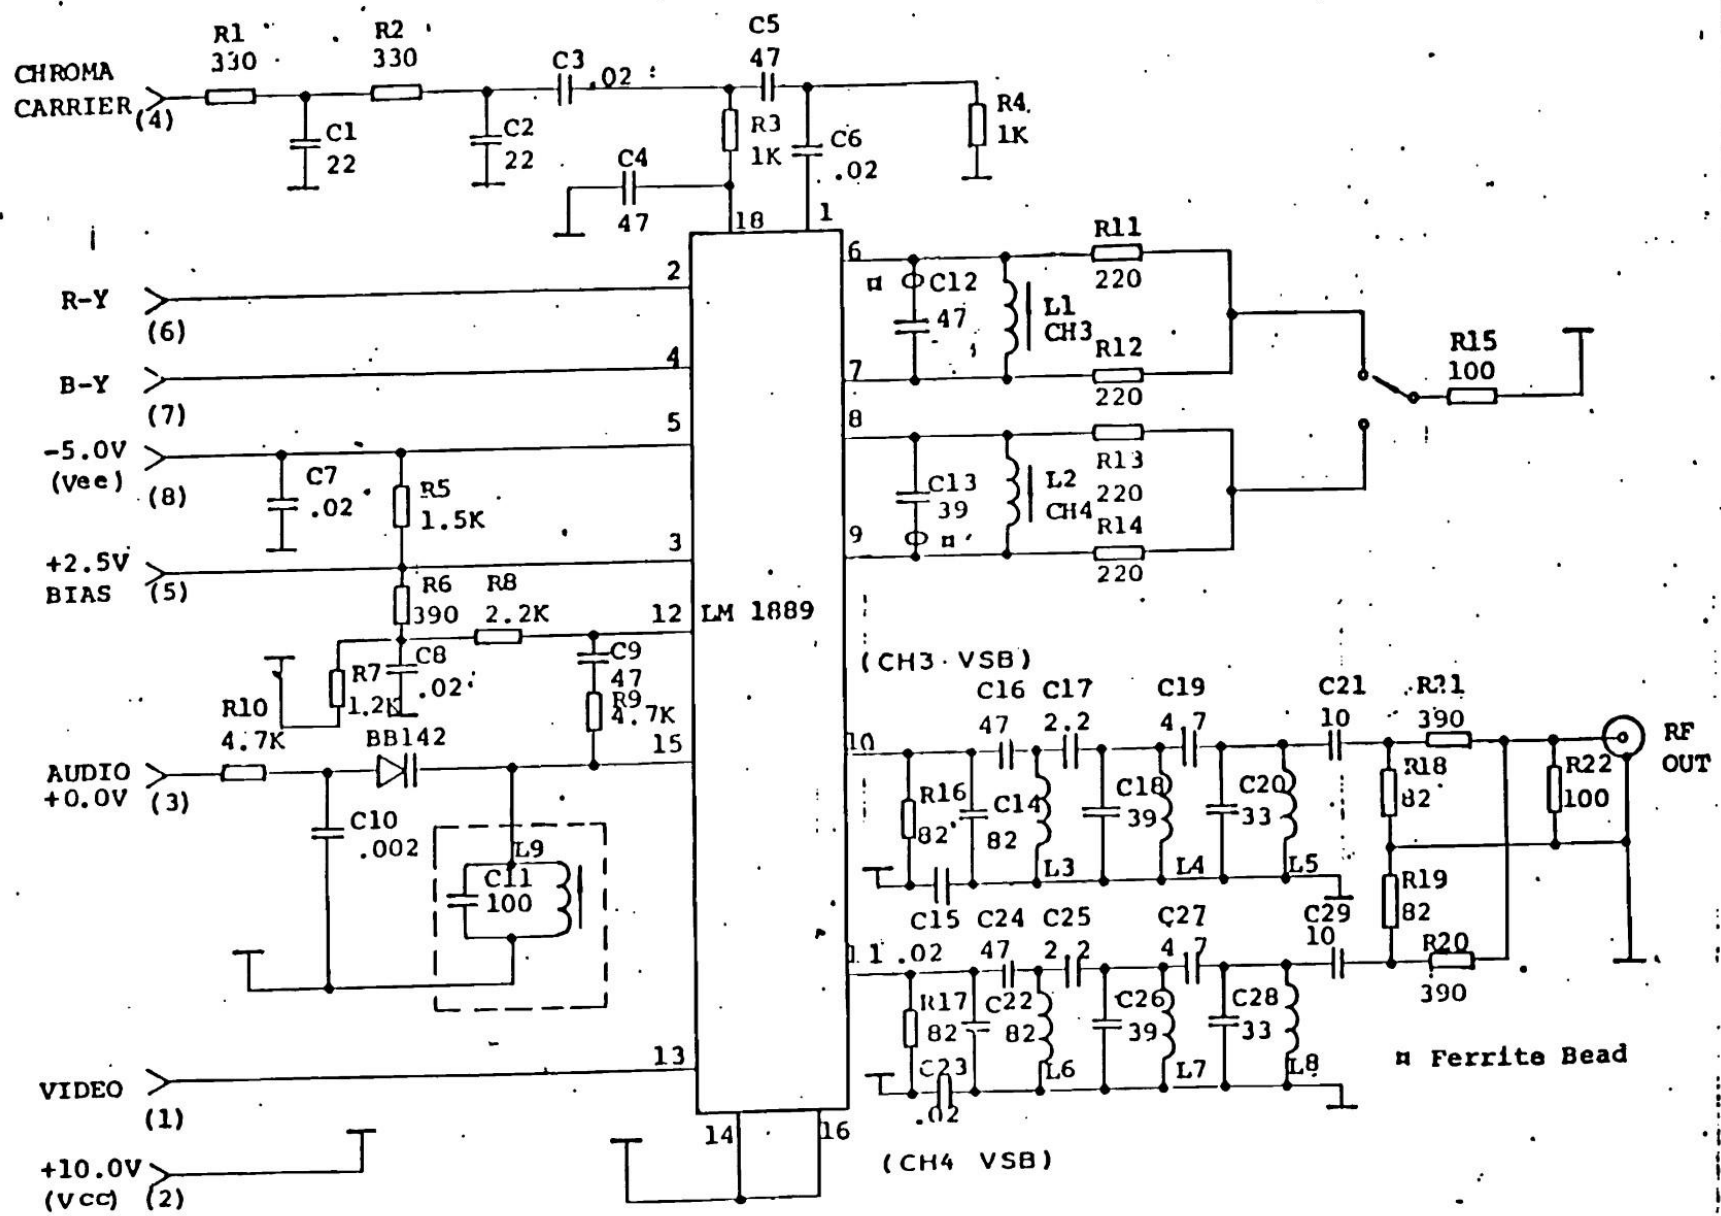 R1
330
R2
330
C3
.02
C5
47
CHROMA
CARRIER
(4)
C1
22
C2
22
C4
47
R3
1K
C6
.02
R4
1K
18
1
R-Y
(6)
2
B-Y
(7)
4
-5.0V
(Vee)
(8)
5
C7
.02
R5
1.5K
+2.5V
BIAS
(5)
3
R6
390
R8
2.2K
12
LM 1889
R7
1.2K
C8
.02
C9
47
R9
4.7K
R10
4.7K
BB142
15
AUDIO
+0.0V
(3)
C10
.002
L9
C11
100
VIDEO
(1)
13
+10.0V
(Vcc)
(2)
14
16
6
¤
C12
47
L1
CH3
R11
220
R12
220
7
8
C13
39
¤
L2
CH4
R13
220
R14
220
9
R15
100
(CH3 VSB)
10
C16
47
C17
2.2
C19
4.7
C21
10
R21
390
RF
OUT
R16
82
C14
82
C18
39
C20
33
R18
82
R22
100
L3
L4
L5
C15
.02
11
C24
47
C25
2.2
C27
4.7
C29
10
R19
82
R20
390
R17
82
C22
82
C26
39
C28
33
C23
.02
L6
L7
L8
¤ Ferrite Bead
(CH4 VSB)